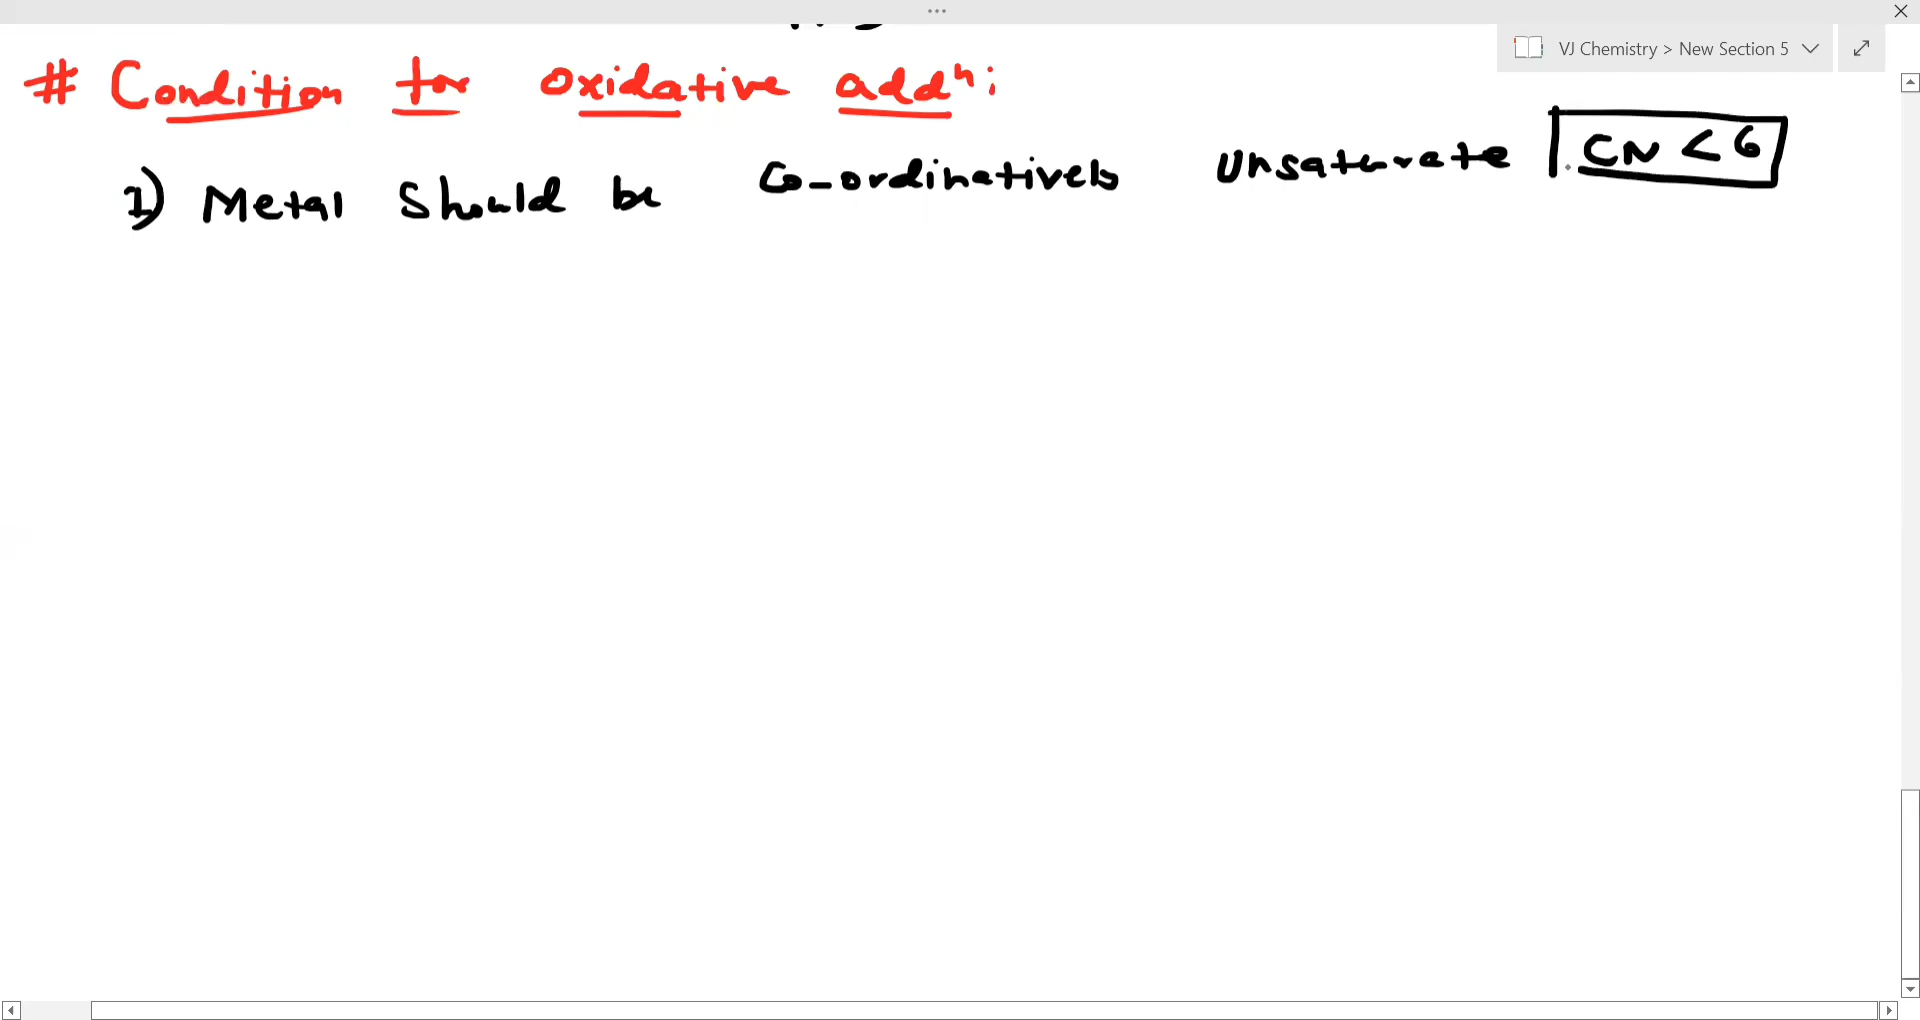 VJ Chemistry > New Section 5
# Condition for Oxidative addn:
1) Metal Should be Co-ordinatively Unsaturate CN < 6